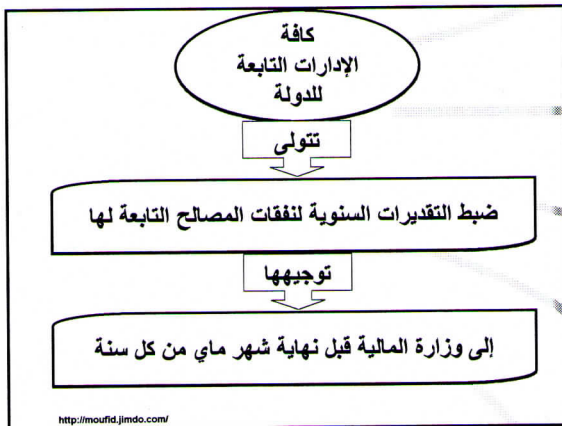 كافة
الإدارات التابعة
للدولة
تتولى
ضبط التقديرات السنوية لنفقات المصالح التابعة لها
توجيهها
إلى وزارة المالية قبل نهاية شهر ماي من كل سنة
http://moufid.jimdo.com/